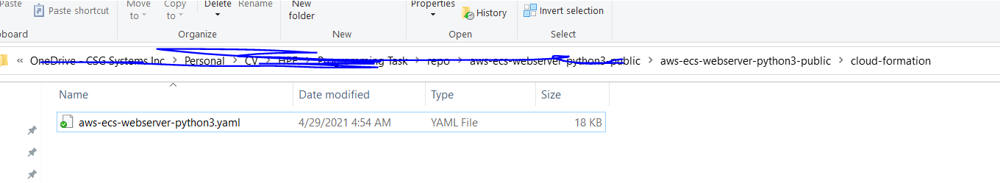 Paste
Paste shortcut
Move to
Copy to
Delete
Rename
New folder
Properties
History
Invert selection
board
Organize
New
Open
Select
« OneDrive - CSG Systems Inc > Personal > CV > Task > repo > aws-ecs-webserver-python3-public > aws-ecs-webserver-python3-public > cloud-formation
Name Date modified Type Size
aws-ecs-webserver-python3.yaml 4/29/2021 4:54 AM YAML File 18 KB